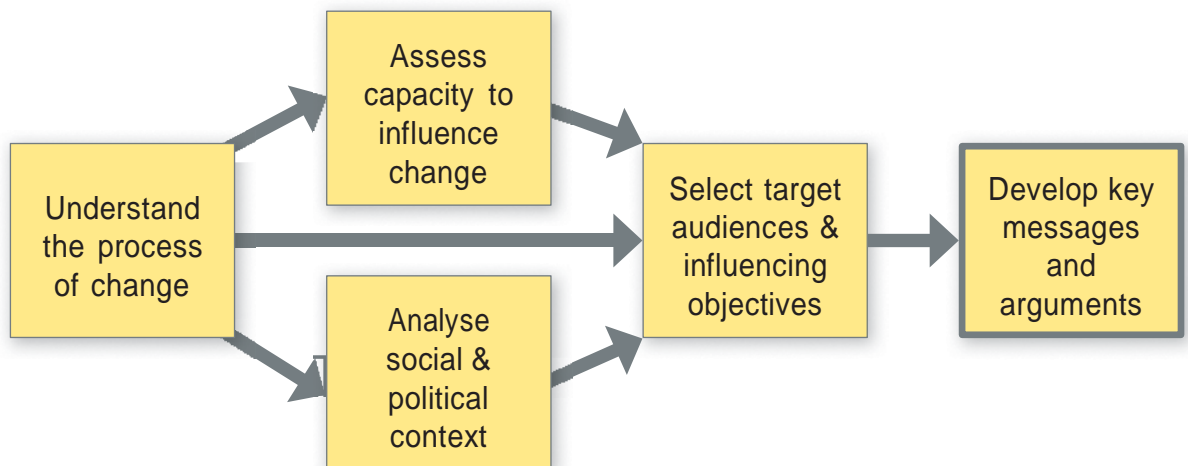 Assess
capacity to
influence
change
Understand
the process
of change
Select target
audiences &
influencing
objectives
Develop key
messages
and
arguments
Analyse
social &
political
context